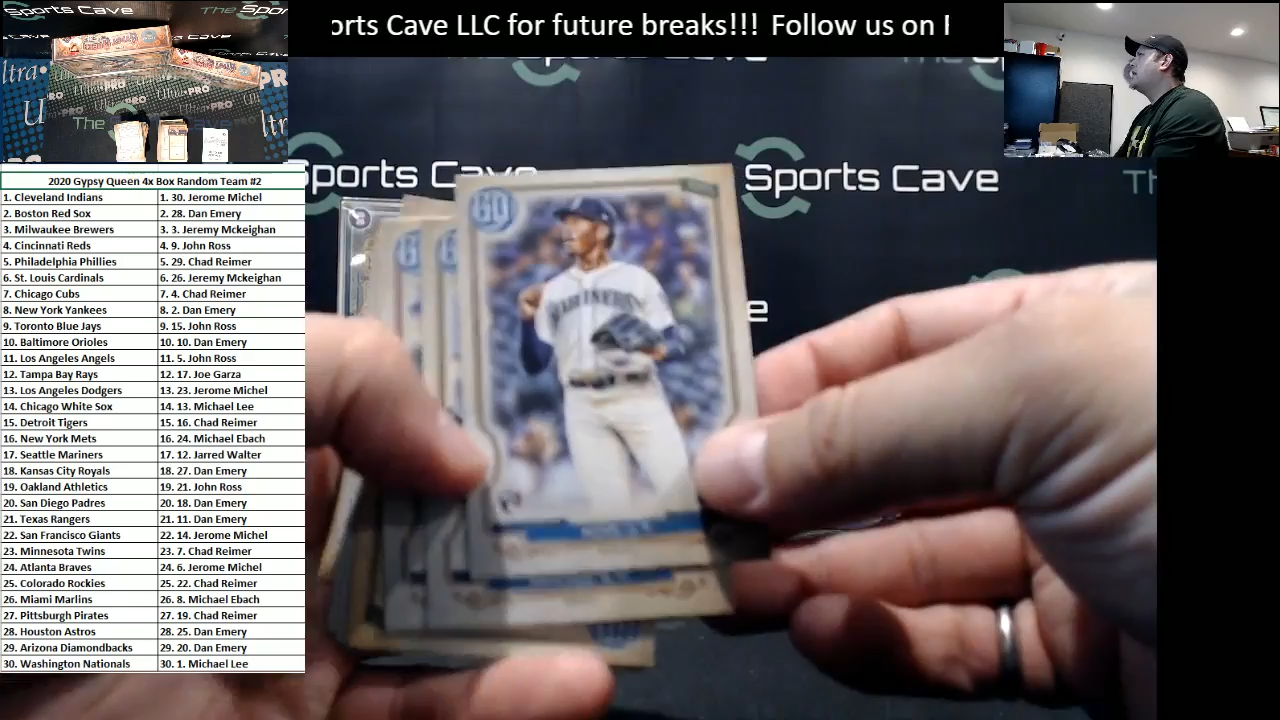 orts Cave LLC for future breaks!!! Follow us on F
The Sports Cave
Sports Cave
Sports Cave
GQ
MARINERS
ltra
Ultra PRO
The Cave
2020 Gypsy Queen 4x Box Random Team #2
1. Cleveland Indians 1. 30. Jerome Michel
2. Boston Red Sox 2. 28. Dan Emery
3. Milwaukee Brewers 3. 3. Jeremy Mckeighan
4. Cincinnati Reds 4. 9. John Ross
5. Philadelphia Phillies 5. 29. Chad Reimer
6. St. Louis Cardinals 6. 26. Jeremy Mckeighan
7. Chicago Cubs 7. 4. Chad Reimer
8. New York Yankees 8. 2. Dan Emery
9. Toronto Blue Jays 9. 15. John Ross
10. Baltimore Orioles 10. 10. Dan Emery
11. Los Angeles Angels 11. 5. John Ross
12. Tampa Bay Rays 12. 17. Joe Garza
13. Los Angeles Dodgers 13. 23. Jerome Michel
14. Chicago White Sox 14. 13. Michael Lee
15. Detroit Tigers 15. 16. Chad Reimer
16. New York Mets 16. 24. Michael Ebach
17. Seattle Mariners 17. 12. Jarred Walter
18. Kansas City Royals 18. 27. Dan Emery
19. Oakland Athletics 19. 21. John Ross
20. San Diego Padres 20. 18. Dan Emery
21. Texas Rangers 21. 11. Dan Emery
22. San Francisco Giants 22. 14. Jerome Michel
23. Minnesota Twins 23. 7. Chad Reimer
24. Atlanta Braves 24. 6. Jerome Michel
25. Colorado Rockies 25. 22. Chad Reimer
26. Miami Marlins 26. 8. Michael Ebach
27. Pittsburgh Pirates 27. 19. Chad Reimer
28. Houston Astros 28. 25. Dan Emery
29. Arizona Diamondbacks 29. 20. Dan Emery
30. Washington Nationals 30. 1. Michael Lee